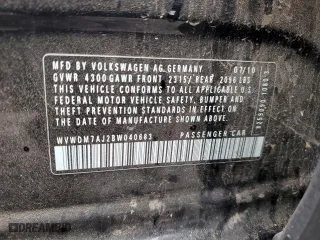 MFD BY VOLKSWAGEN AG GERMANY 07/10
GVWR 4300 GAWR FRONT 2315/ REAR 2096 LBS
THIS VEHICLE CONFORMS TO ALL APPLICABLE
FEDERAL MOTOR VEHICLE SAFETY, BUMPER AND
THEFT PREVENTION STANDARDS IN EFFECT ON
THE DATE OF MANUFACTURE SHOWN ABOVE
WVWDM7AJ2BW040663 PASSENGER CAR